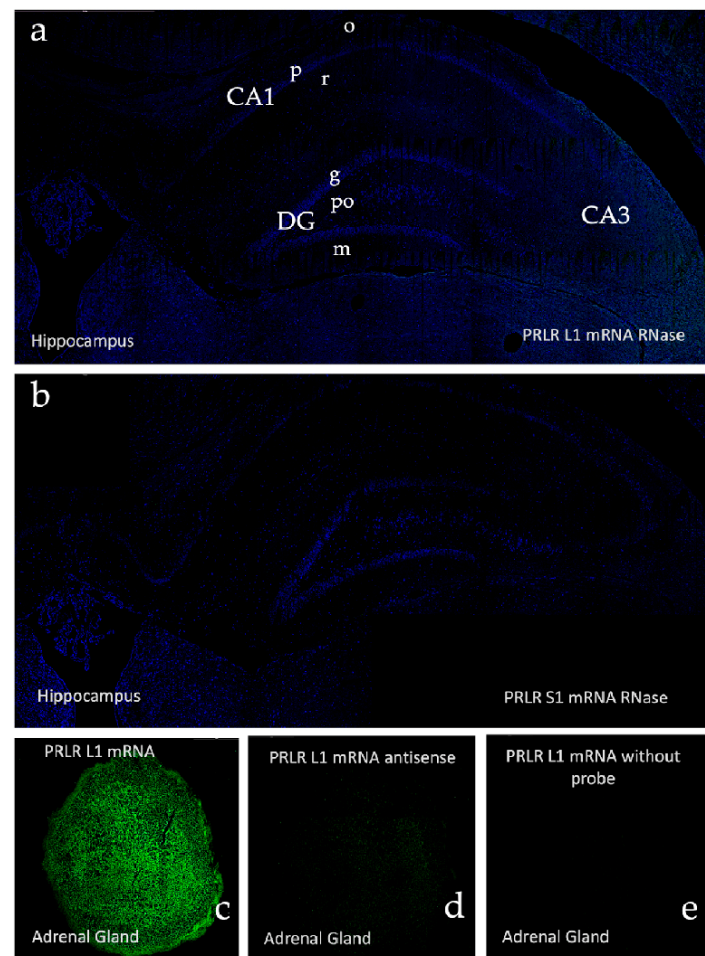 a
o
p
r
CA1
g
po
DG
CA3
m
Hippocampus
PRLR L1 mRNA RNase
b
Hippocampus
PRLR S1 mRNA RNase
PRLR L1 mRNA
c
Adrenal Gland
PRLR L1 mRNA antisense
d
Adrenal Gland
PRLR L1 mRNA without
probe
e
Adrenal Gland